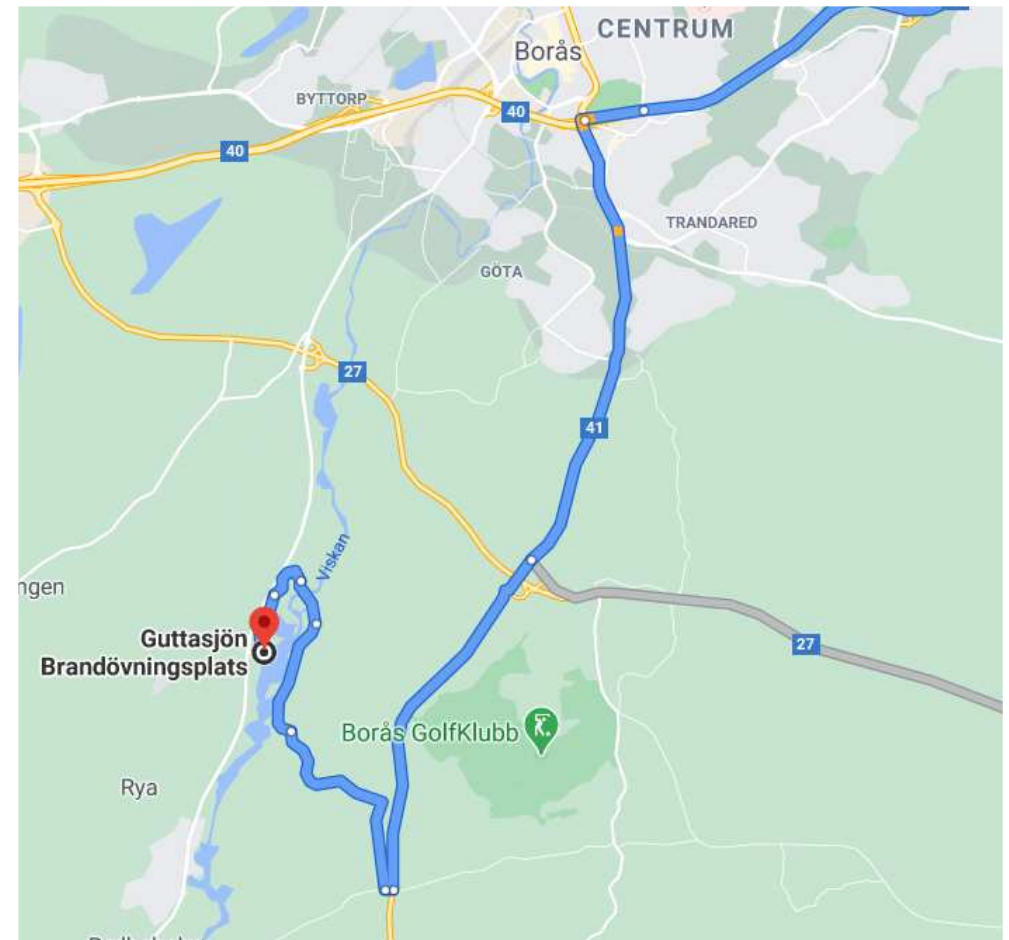 CENTRUM
Borås
BYTTORP
40
40
TRANDARED
GÖTA
27
41
Viskan
ngen
Guttasjön
Brandövningsplats
27
Borås GolfKlubb
Rya